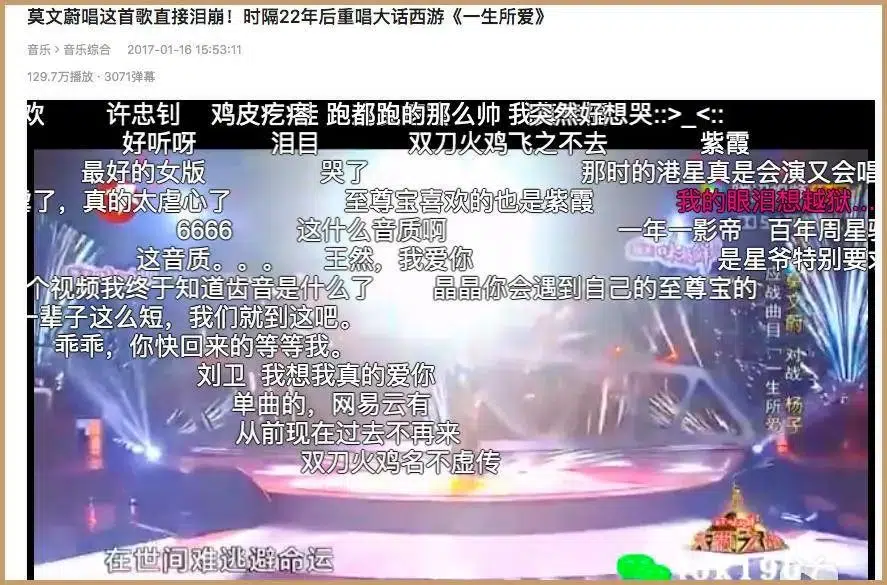 莫文蔚唱这首歌直接泪崩！时隔22年后重唱大话西游《一生所爱》
音乐 > 音乐综合 2017-01-16 15:53:11
129.7万播放 · 3071弹幕
欢 许忠钊 鸡皮疙瘩 跑都跑的那么帅 我突然好想哭::>_<::
好听呀 泪目 双刀火鸡飞之不去 紫霞
最好的女版 哭了 那时的港星真是会演又会唱
了，真的太虐心了 至尊宝喜欢的也是紫霞 我的眼泪想越狱...
6666 这什么音质啊 一年一影帝 百年周星驰
这音质。。。 王然，我爱你 是星爷特别要求
个视频我终于知道齿音是什么了 晶晶你会遇到自己的至尊宝的
一辈子这么短，我们就到这吧。
乖乖，你快回来的等等我。
刘卫 我想我真的爱你
单曲的，网易云有
从前现在过去不再来
双刀火鸡名不虚传
莫文蔚 对战 杨子
挑战曲目「一生所爱
在世间难逃避命运